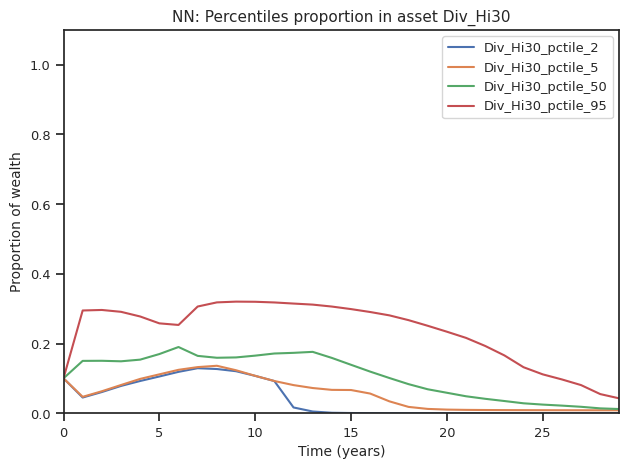 NN: Percentiles proportion in asset Div_Hi30
Div_Hi30_pctile_2
Div_Hi30_pctile_5
Div_Hi30_pctile_50
Div_Hi30_pctile_95
Proportion of wealth
1.0
0.8
0.6
0.4
0.2
0.0
0 5 10 15 20 25
Time (years)